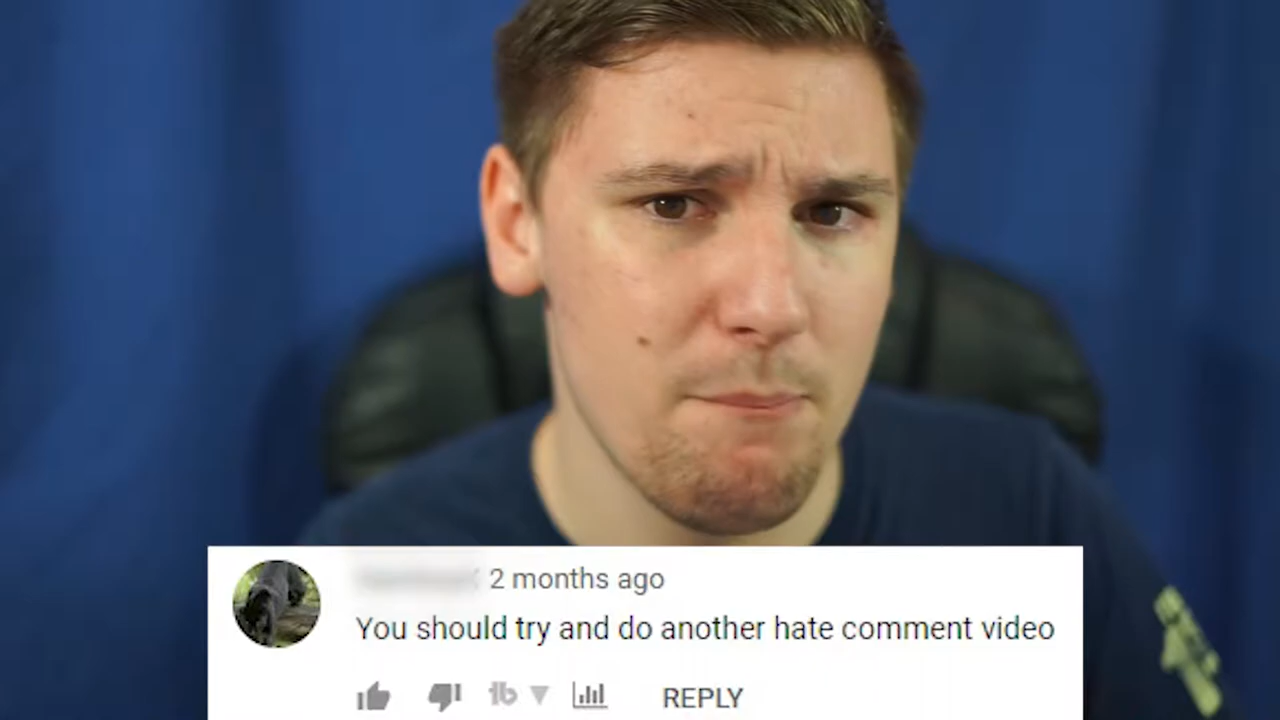 2 months ago
You should try and do another hate comment video
REPLY